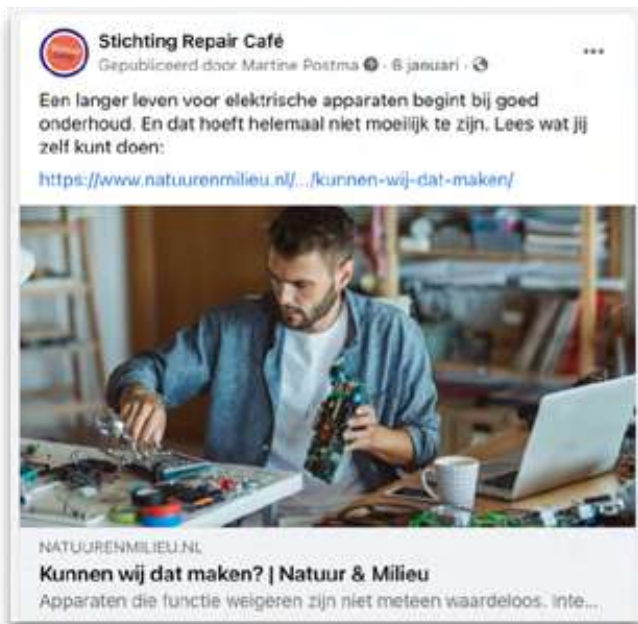 Stichting Repair Café
Gepubliceerd door Martine Postma · 6 januari ·
Een langer leven voor elektrische apparaten begint bij goed
onderhoud. En dat hoeft helemaal niet moeilijk te zijn. Lees wat jij
zelf kunt doen:
https://www.natuurenmilieu.nl/.../kunnen-wij-dat-maken/
NATUURENMILIEU.NL
Kunnen wij dat maken? | Natuur & Milieu
Apparaten die functie weigeren zijn niet meteen waardeloos. Inte...